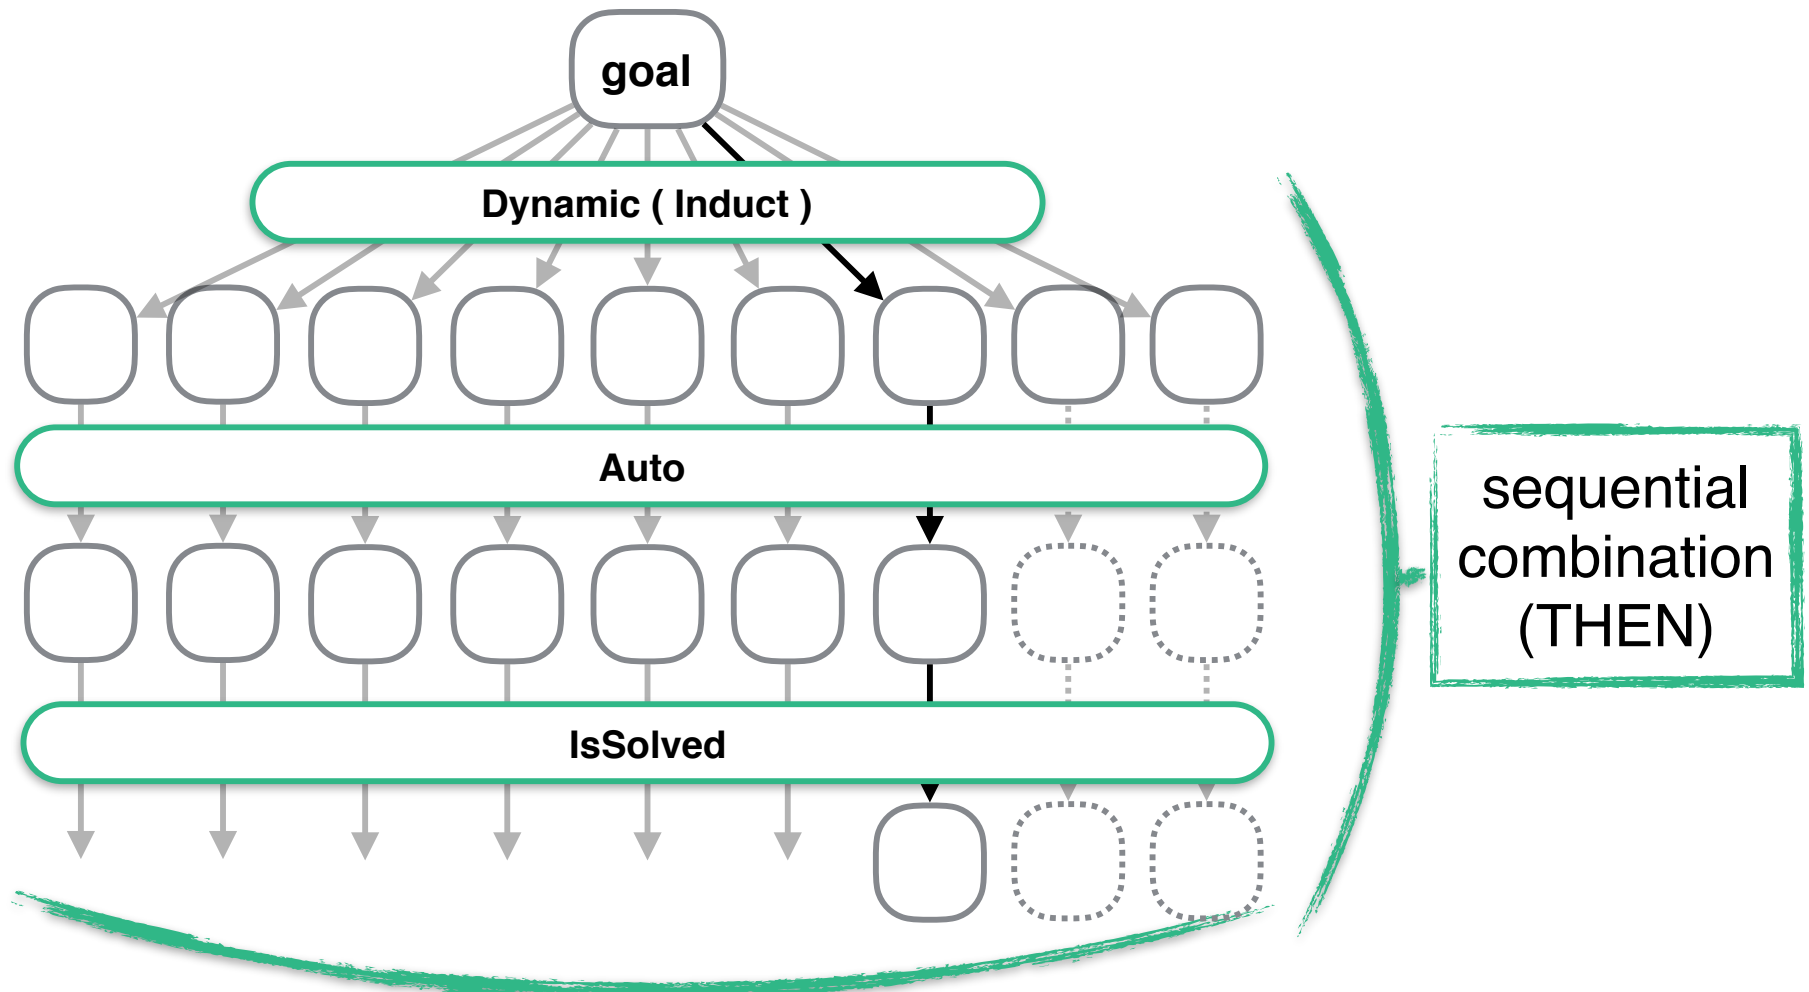 goal
Dynamic ( Induct )
Auto
sequential
combination
(THEN)
IsSolved